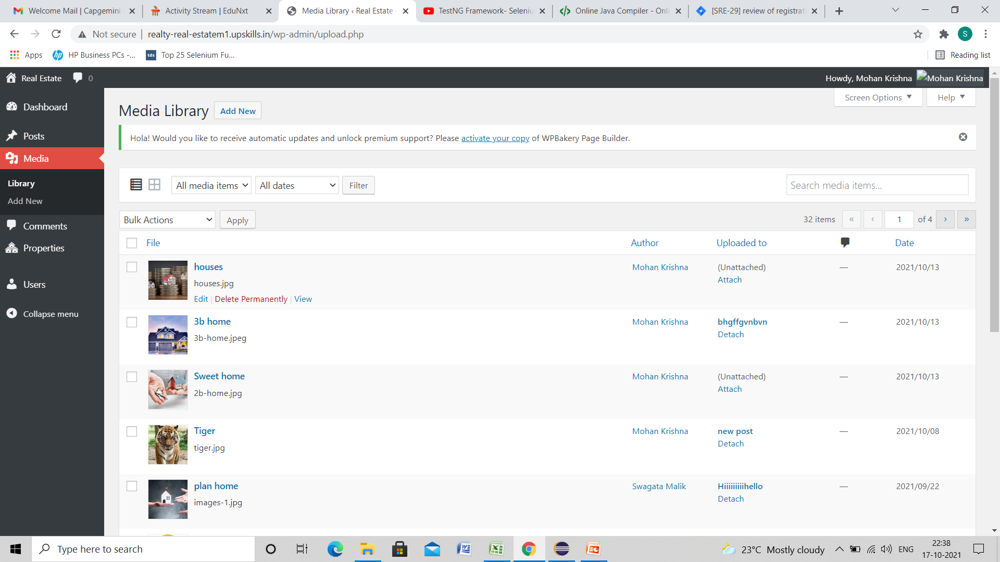 Welcome Mail | Capgemini
Activity Stream | EduNxt
Media Library ‹ Real Estate
TestNG Framework- Seleniu
Online Java Compiler - Onli
[SRE-29] review of registrat
Not secure | realty-real-estatem1.upskills.in/wp-admin/upload.php
S
Apps
HP Business PCs -...
tds Top 25 Selenium Fu...
Reading list
Real Estate 0
Howdy, Mohan Krishna Mohan Krishna
Screen Options Help
Dashboard
Posts
Media
Library
Add New
Comments
Properties
Users
Collapse menu
Media Library Add New
Hola! Would you like to receive automatic updates and unlock premium support? Please activate your copy of WPBakery Page Builder.
All media items All dates Filter
Search media items...
Bulk Actions Apply
32 items « ‹ 1 of 4 › »
File Author Uploaded to Date
houses Mohan Krishna (Unattached) — 2021/10/13
houses.jpg Attach
Edit | Delete Permanently | View
3b home Mohan Krishna bhgffgvnbvn — 2021/10/13
3b-home.jpeg Detach
Sweet home Mohan Krishna (Unattached) — 2021/10/13
2b-home.jpg Attach
Tiger Mohan Krishna new post — 2021/10/08
tiger.jpg Detach
plan home Swagata Malik Hiiiiiiiiihello — 2021/09/22
images-1.jpg Detach
Type here to search
23°C Mostly cloudy
ENG
22:38
17-10-2021